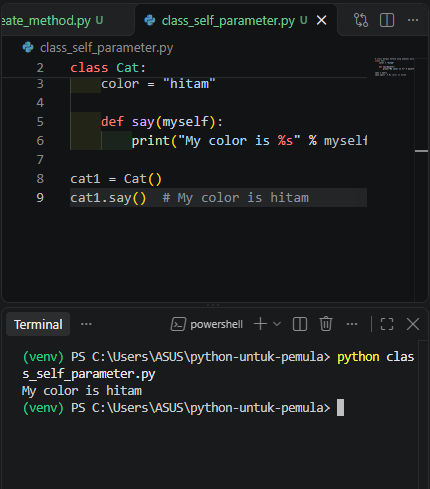 eate_method.py U
class_self_parameter.py U
class_self_parameter.py
2 class Cat:
3 color = "hitam"
4
5 def say(myself):
6 print("My color is %s" % myself
7
8 cat1 = Cat()
9 cat1.say()  # My color is hitam
Terminal
powershell
(venv) PS C:\Users\ASUS\python-untuk-pemula> python clas
s_self_parameter.py
My color is hitam
(venv) PS C:\Users\ASUS\python-untuk-pemula>